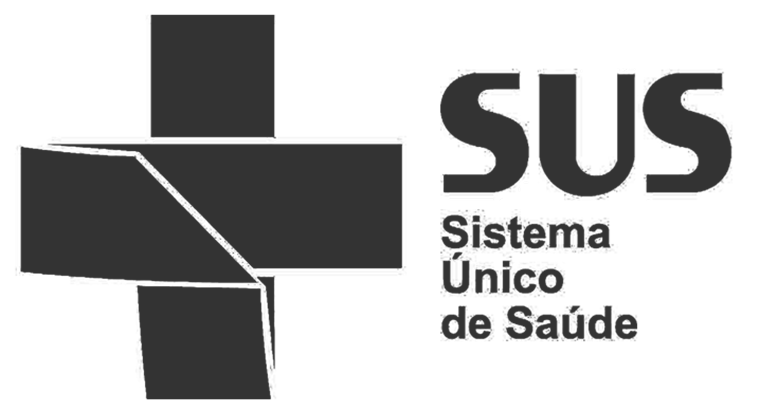 SUS
Sistema
Único
de Saúde